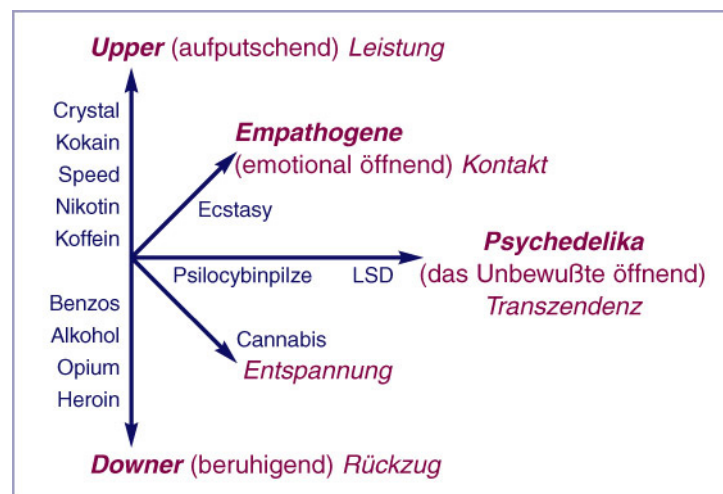 Upper (aufputschend) Leistung
Crystal
Kokain
Speed
Nikotin
Koffein
Empathogene
(emotional öffnend) Kontakt
Ecstasy
Psychedelika
(das Unbewußte öffnend)
Transzendenz
Psilocybinpilze LSD
Benzos
Alkohol
Opium
Heroin
Cannabis
Entspannung
Downer (beruhigend) Rückzug